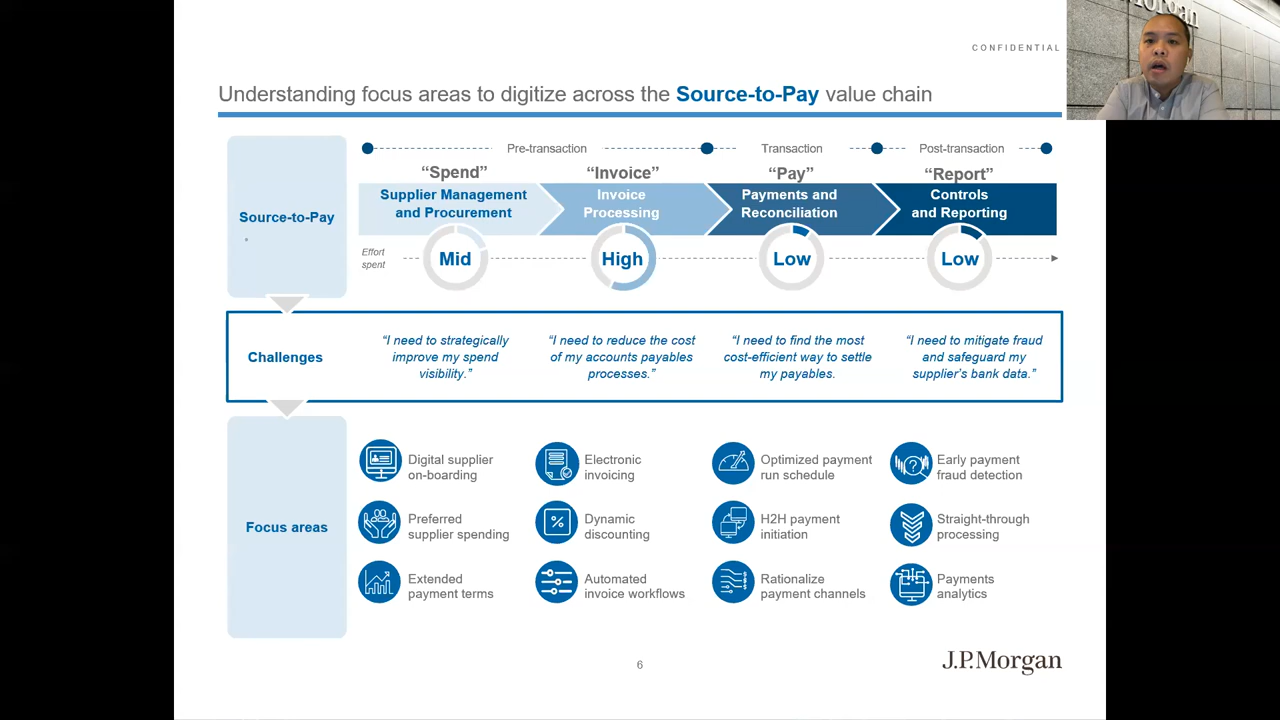 CONFIDENTIAL
Understanding focus areas to digitize across the Source-to-Pay value chain
Pre-transaction
Transaction
Post-transaction
Source-to-Pay
“Spend”
“Invoice”
“Pay”
“Report”
Supplier Management
and Procurement
Invoice
Processing
Payments and
Reconciliation
Controls
and Reporting
Effort
spent
Mid
High
Low
Low
Challenges
“I need to strategically
improve my spend
visibility.”
“I need to reduce the cost
of my accounts payables
processes.”
“I need to find the most
cost-efficient way to settle
my payables.
“I need to mitigate fraud
and safeguard my
supplier’s bank data.”
Focus areas
Digital supplier
on-boarding
Electronic
invoicing
Optimized payment
run schedule
Early payment
fraud detection
Preferred
supplier spending
%
Dynamic
discounting
H2H payment
initiation
?
Straight-through
processing
Extended
payment terms
Automated
invoice workflows
Rationalize
payment channels
Payments
analytics
6
J.P.Morgan